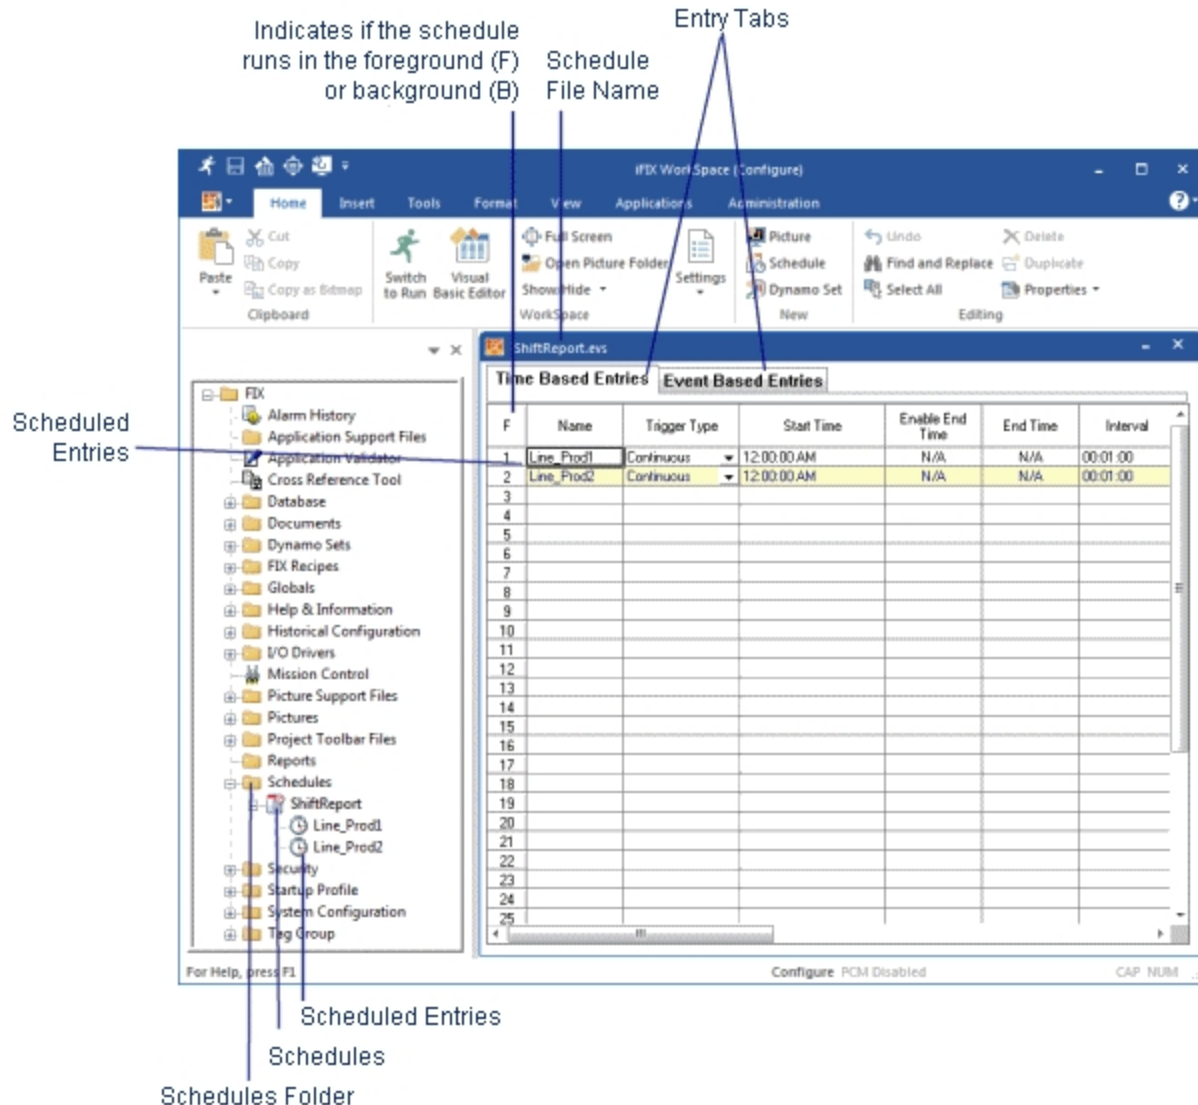 Indicates if the schedule
runs in the foreground (F)
or background (B)
Schedule
File Name
Entry Tabs
iFIX WorkSpace (Configure)
Home Insert Tools Format View Applications Administration
Cut
Copy
Copy as Bitmap
Paste
Clipboard
Switch
to Run
Visual
Basic Editor
Full Screen
Open Picture Folder
Show/Hide
Settings
WorkSpace
Picture
Schedule
Dynamo Set
New
Undo
Find and Replace
Select All
Delete
Duplicate
Properties
Editing
ShiftReport.evs
Time Based Entries Event Based Entries
F Name Trigger Type Start Time Enable End Time End Time Interval
1 Line_Prod1 Continuous 12:00:00 AM N/A N/A 00:01:00
2 Line_Prod2 Continuous 12:00:00 AM N/A N/A 00:01:00
3
4
5
6
7
8
9
10
11
12
13
14
15
16
17
18
19
20
21
22
23
24
25
Scheduled
Entries
FIX
Alarm History
Application Support Files
Application Validator
Cross Reference Tool
Database
Documents
Dynamo Sets
FIX Recipes
Globals
Help & Information
Historical Configuration
I/O Drivers
Mission Control
Picture Support Files
Pictures
Project Toolbar Files
Reports
Schedules
ShiftReport
Line_Prod1
Line_Prod2
Security
Startup Profile
System Configuration
Tag Group
For Help, press F1
Configure PCM Disabled CAP NUM
Scheduled Entries
Schedules
Schedules Folder